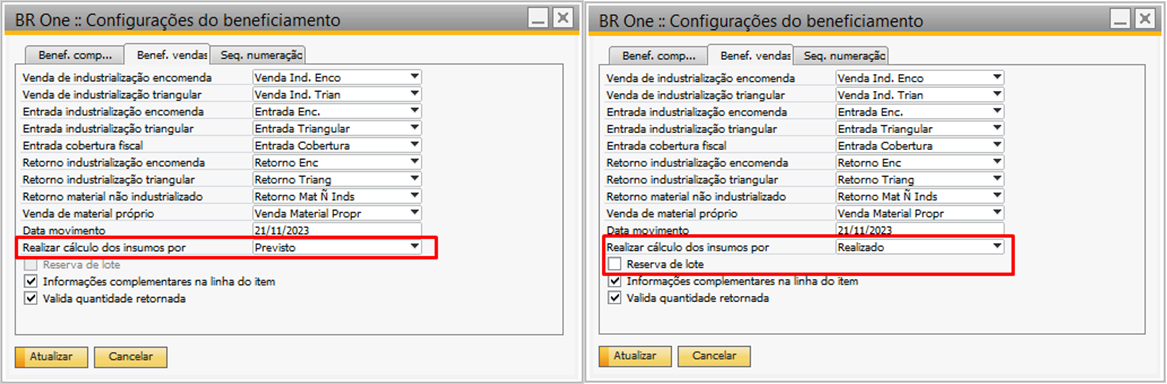 BR One :: Configurações do beneficiamento
Benef. comp... Benef. vendas Seq. numeração
Venda de industrialização encomenda Venda Ind. Enco
Venda de industrialização triangular Venda Ind. Trian
Entrada industrialização encomenda Entrada Enc.
Entrada industrialização triangular Entrada Triangular
Entrada cobertura fiscal Entrada Cobertura
Retorno industrialização encomenda Retorno Enc
Retorno industrialização triangular Retorno Triang
Retorno material não industrializado Retorno Mat Ñ Inds
Venda de material próprio Venda Material Propr
Data movimento 21/11/2023
Realizar cálculo dos insumos por Previsto
Reserva de lote
Informações complementares na linha do item
Valida quantidade retornada
Atualizar Cancelar
BR One :: Configurações do beneficiamento
Benef. comp... Benef. vendas Seq. numeração
Venda de industrialização encomenda Venda Ind. Enco
Venda de industrialização triangular Venda Ind. Trian
Entrada industrialização encomenda Entrada Enc.
Entrada industrialização triangular Entrada Triangular
Entrada cobertura fiscal Entrada Cobertura
Retorno industrialização encomenda Retorno Enc
Retorno industrialização triangular Retorno Triang
Retorno material não industrializado Retorno Mat Ñ Inds
Venda de material próprio Venda Material Propr
Data movimento 21/11/2023
Realizar cálculo dos insumos por Realizado
Reserva de lote
Informações complementares na linha do item
Valida quantidade retornada
Atualizar Cancelar